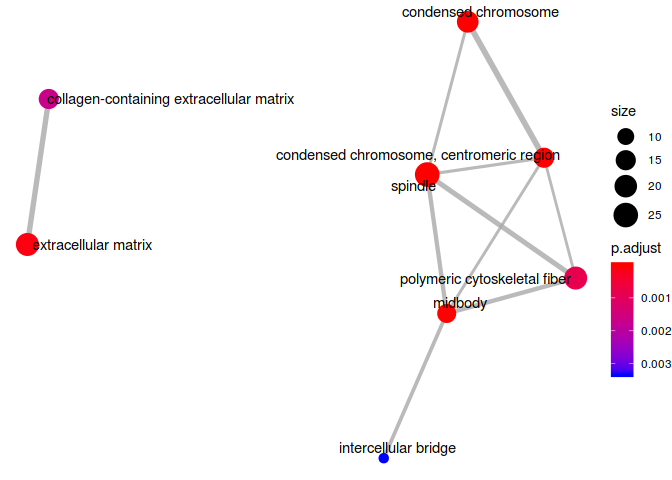 condensed chromosome
collagen-containing extracellular matrix
condensed chromosome, centromeric region
spindle
extracellular matrix
polymeric cytoskeletal fiber
midbody
intercellular bridge
size
10
15
20
25
p.adjust
0.001
0.002
0.003